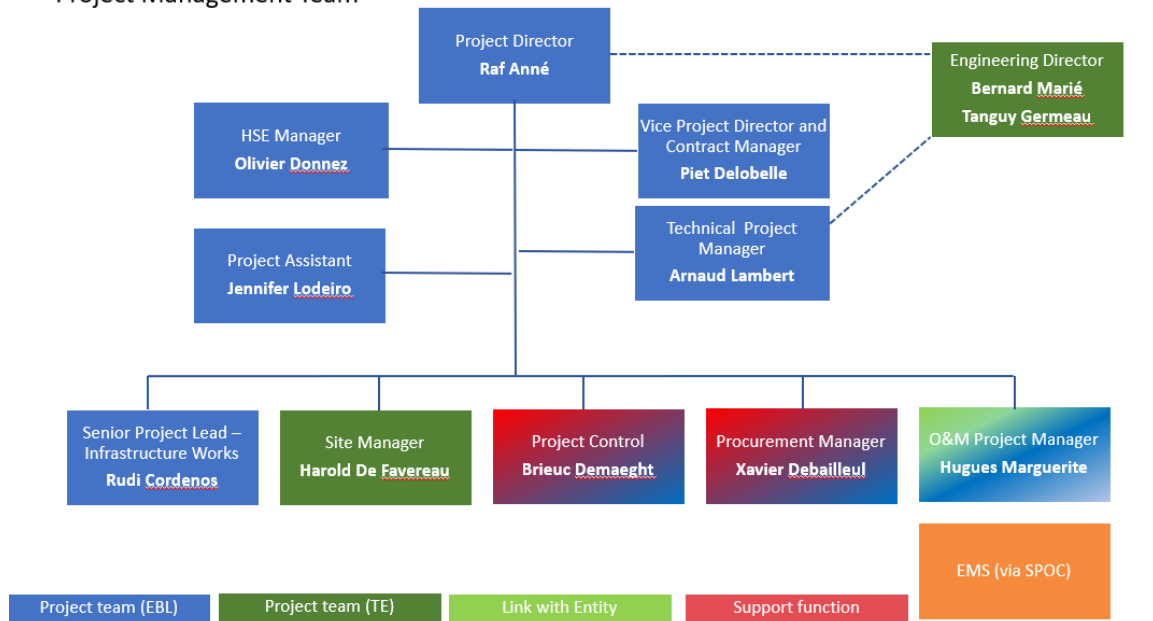 Project Management Team
Project Director
Raf Anné
Engineering Director
Bernard Marié
Tanguy Germeau
HSE Manager
Olivier Donnez
Vice Project Director and
Contract Manager
Piet Delobelle
Technical Project
Manager
Arnaud Lambert
Project Assistant
Jennifer Lodeiro
Senior Project Lead –
Infrastructure Works
Rudi Cordenos
Site Manager
Harold De Favereau
Project Control
Brieuc Demaeght
Procurement Manager
Xavier Debailleul
O&M Project Manager
Hugues Marguerite
EMS (via SPOC)
Project team (EBL)
Project team (TE)
Link with Entity
Support function